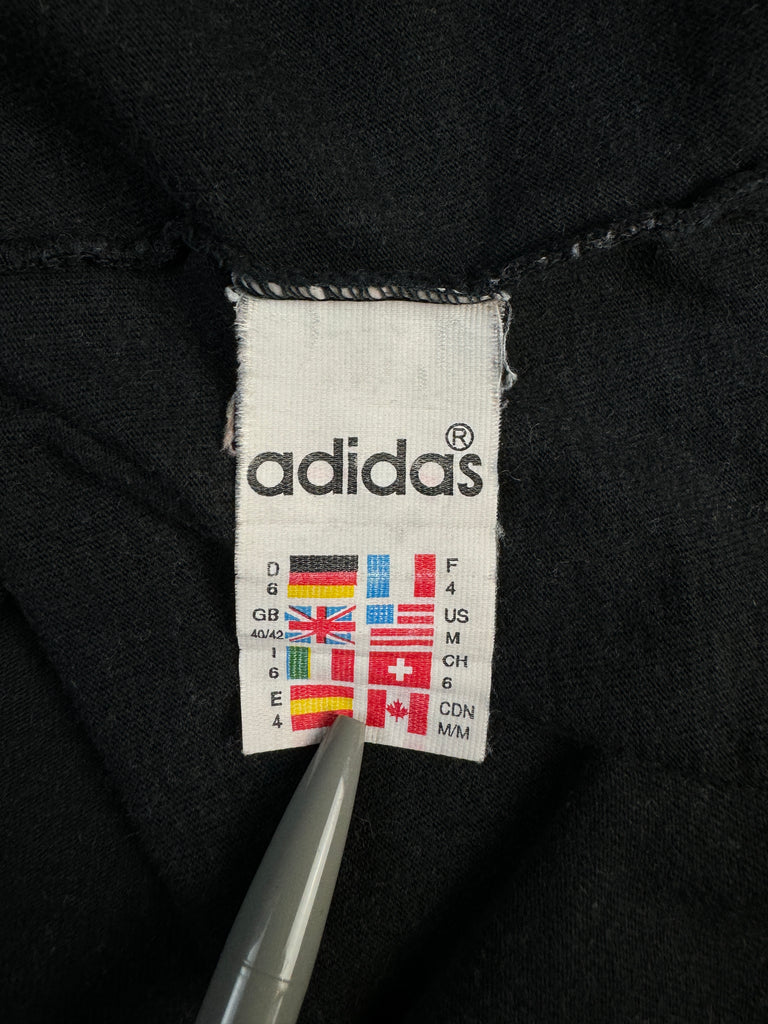 adidas®
D 6 F 4
GB 40/42 US M
I 6 CH 6
E 4 CDN M/M